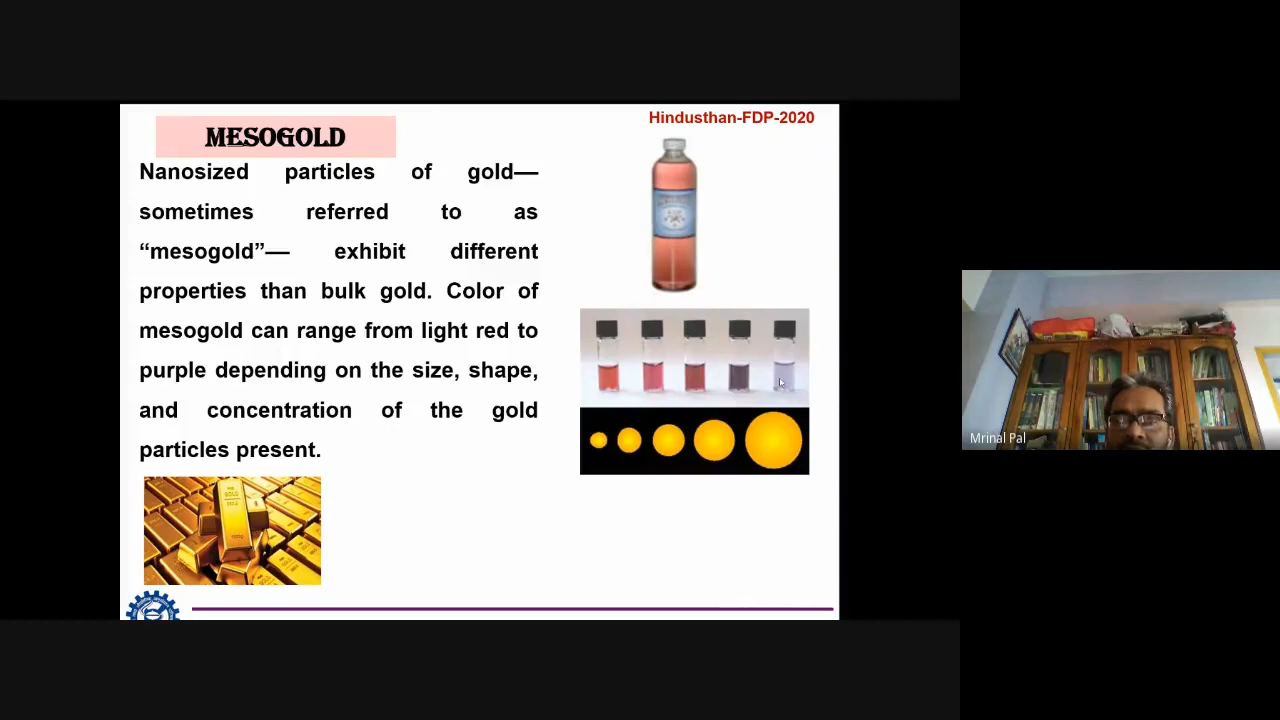 Hindusthan-FDP-2020
MESOGOLD
Nanosized particles of gold—
sometimes referred to as
“mesogold”— exhibit different
properties than bulk gold. Color of
mesogold can range from light red to
purple depending on the size, shape,
and concentration of the gold
particles present.
GOLD
Mrinal Pal